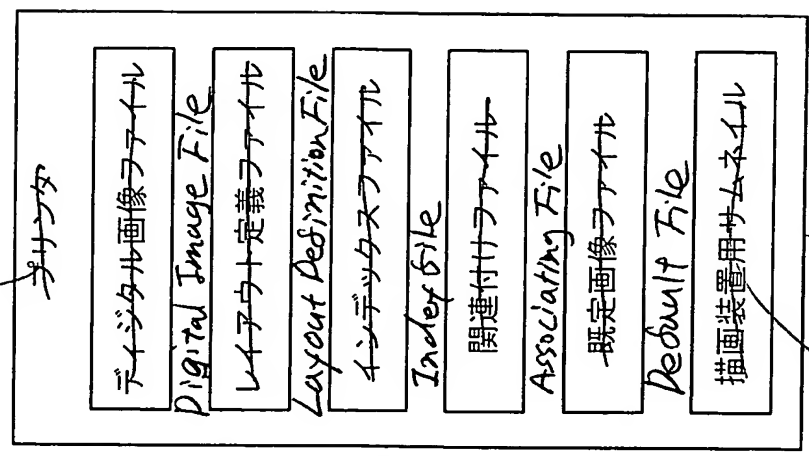 プリンタ
ディジタル画像ファイル
Digital Image File
レイアウト定義ファイル
Layout Definition File
インデックスファイル
Index File
関連付けファイル
Associating File
既定画像ファイル
Default File
描画装置用サムネイル